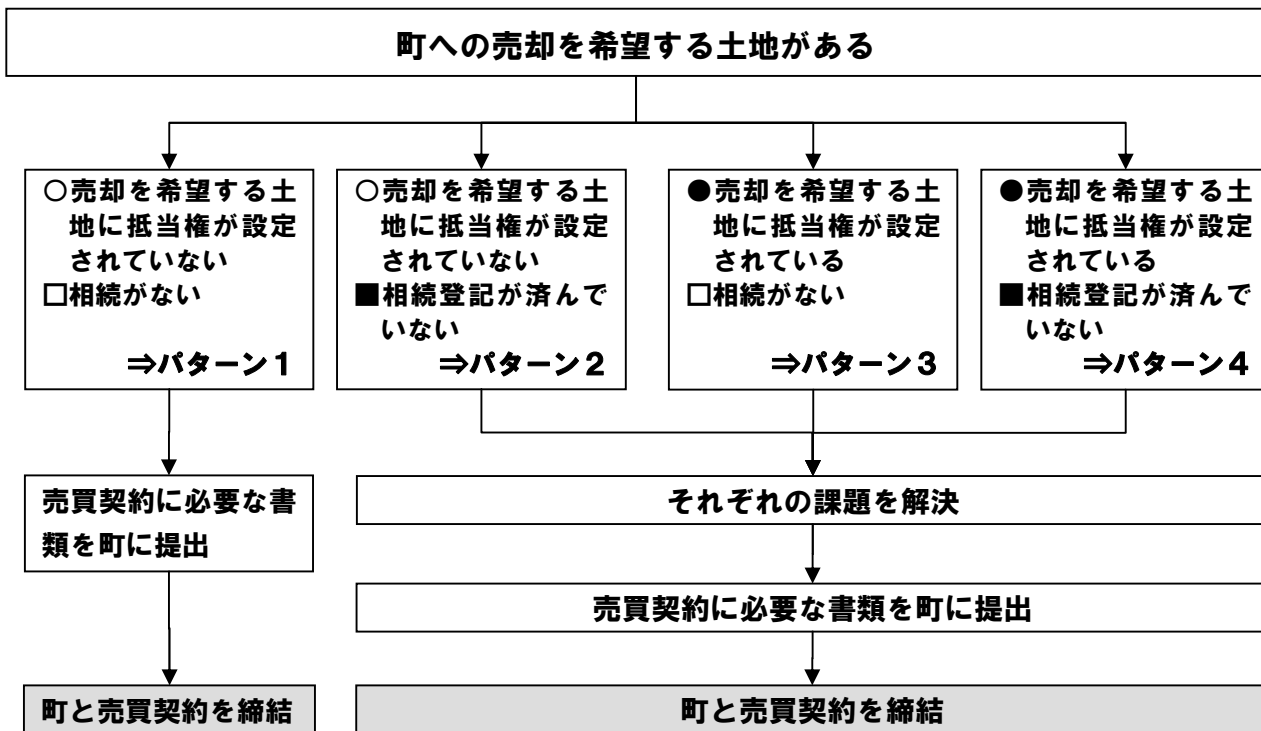 町への売却を希望する土地がある
○売却を希望する土
地に抵当権が設定
されていない
□相続がない
⇒パターン１
○売却を希望する土
地に抵当権が設定
されていない
■相続登記が済んで
いない
⇒パターン２
●売却を希望する土
地に抵当権が設定
されている
□相続がない
⇒パターン３
●売却を希望する土
地に抵当権が設定
されている
■相続登記が済んで
いない
⇒パターン４
売買契約に必要な書
類を町に提出
それぞれの課題を解決
売買契約に必要な書類を町に提出
町と売買契約を締結
町と売買契約を締結